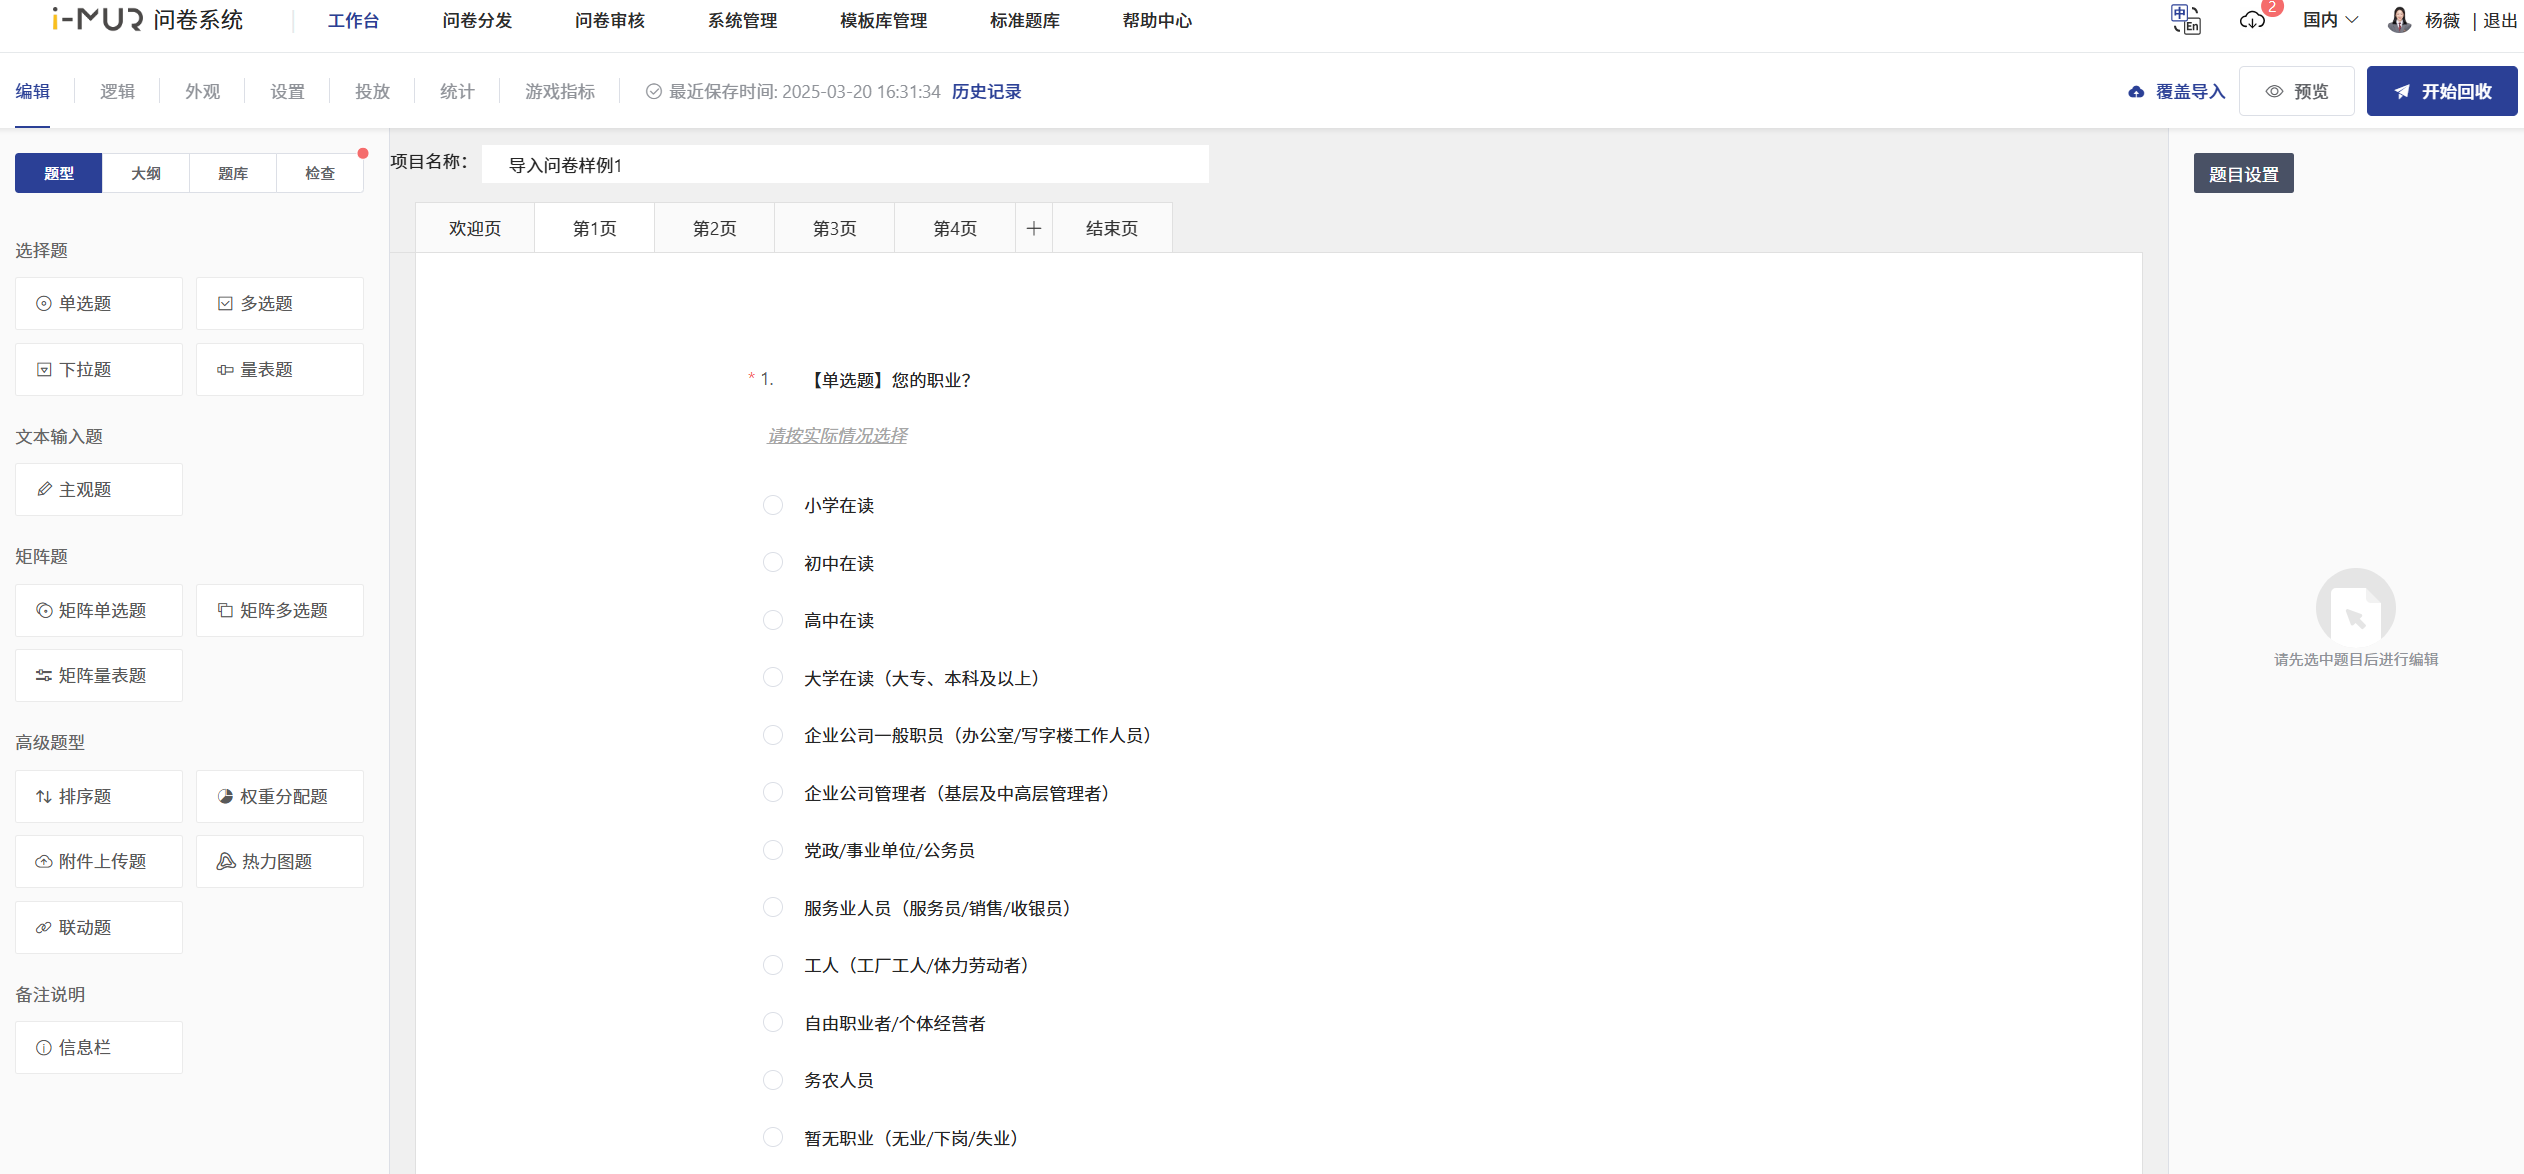 i-MUR 问卷系统 工作台 问卷分发 问卷审核 系统管理 模板库管理 标准题库 帮助中心 中 En 2 国内 杨薇 | 退出
编辑 逻辑 外观 设置 投放 统计 游戏指标 最近保存时间: 2025-03-20 16:31:34 历史记录 覆盖导入 预览 开始回收
题型 大纲 题库 检查
项目名称： 导入问卷样例1
题目设置
欢迎页 第1页 第2页 第3页 第4页 + 结束页
选择题
单选题 多选题
下拉题 量表题
文本输入题
主观题
矩阵题
矩阵单选题 矩阵多选题
矩阵量表题
高级题型
排序题 权重分配题
附件上传题 热力图题
联动题
备注说明
信息栏
* 1. 【单选题】您的职业？
请按实际情况选择
小学在读
初中在读
高中在读
大学在读（大专、本科及以上）
企业公司一般职员（办公室/写字楼工作人员）
企业公司管理者（基层及中高层管理者）
党政/事业单位/公务员
服务业人员（服务员/销售/收银员）
工人（工厂工人/体力劳动者）
自由职业者/个体经营者
务农人员
暂无职业（无业/下岗/失业）
请先选中题目后进行编辑